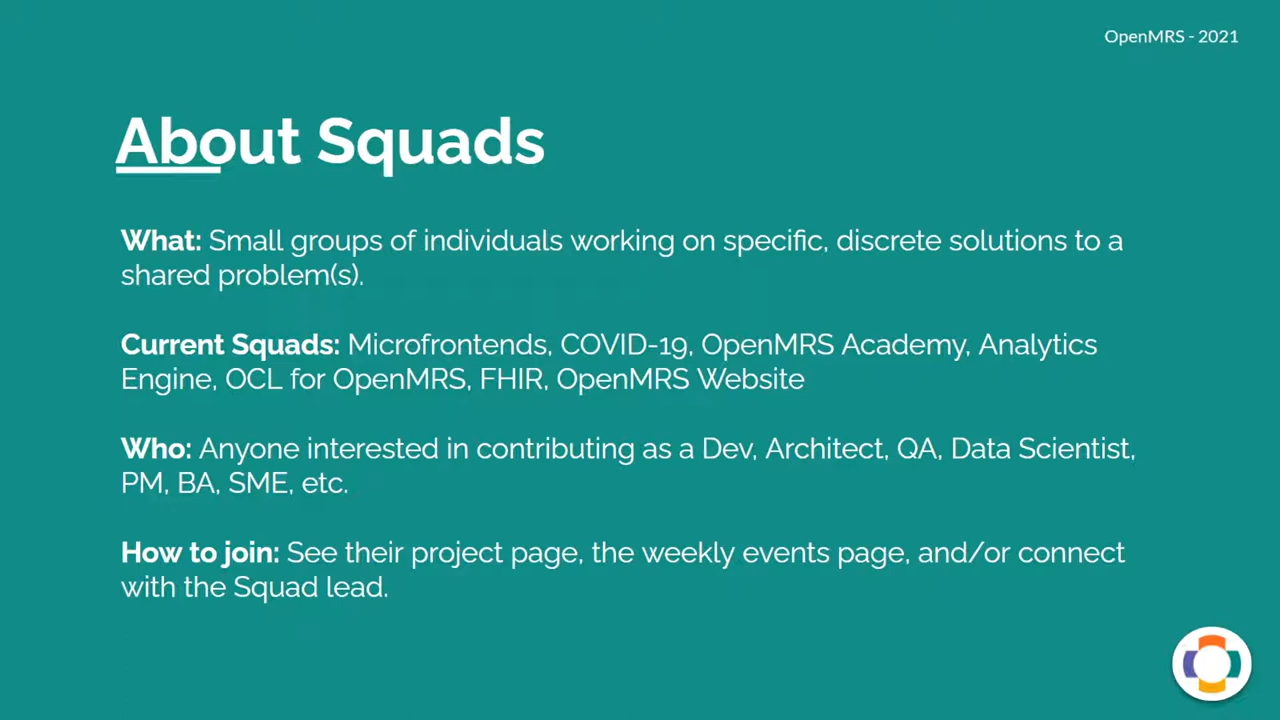 OpenMRS - 2021
About Squads
What: Small groups of individuals working on specific, discrete solutions to a
shared problem(s).
Current Squads: Microfrontends, COVID-19, OpenMRS Academy, Analytics
Engine, OCL for OpenMRS, FHIR, OpenMRS Website
Who: Anyone interested in contributing as a Dev, Architect, QA, Data Scientist,
PM, BA, SME, etc.
How to join: See their project page, the weekly events page, and/or connect
with the Squad lead.